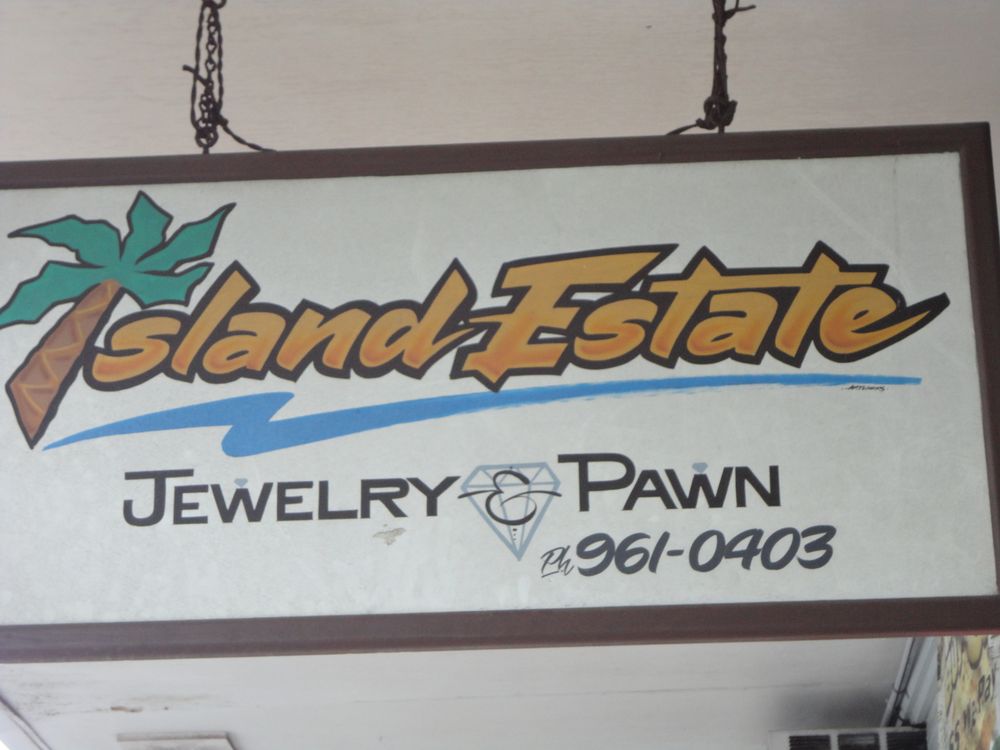 Island Estate
JEWELRY & PAWN
Ph 961-0403